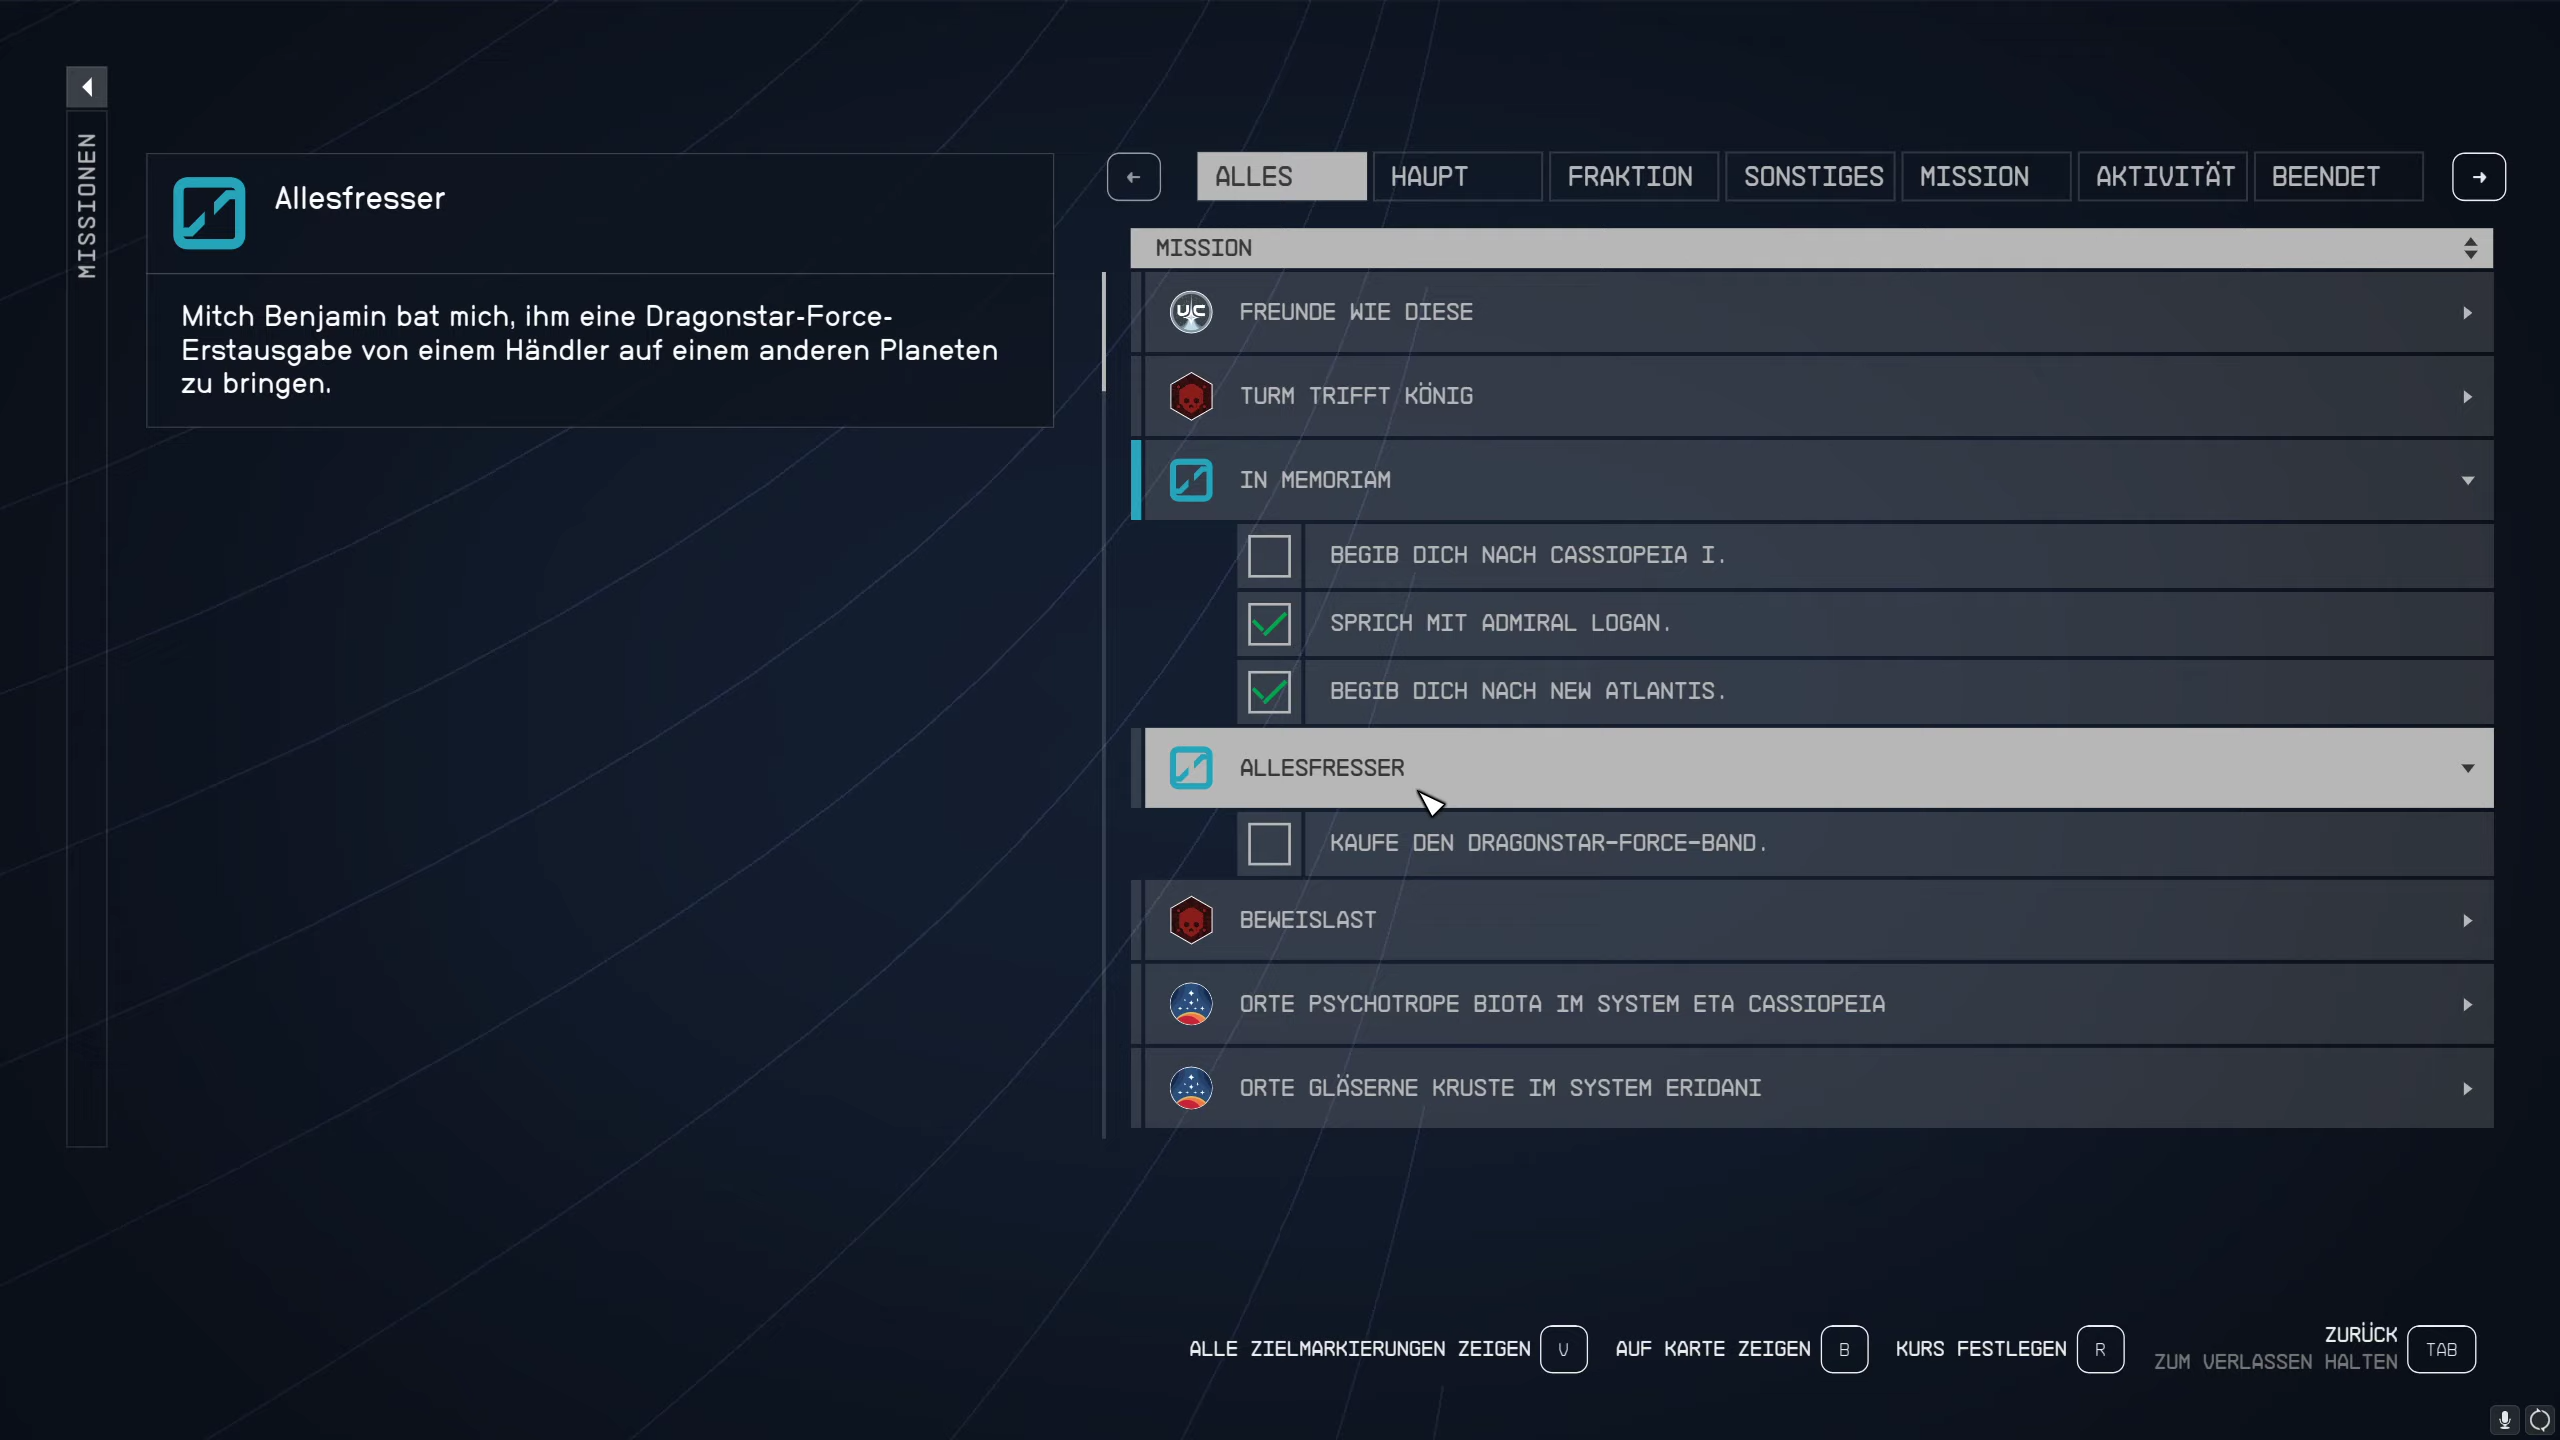 MISSIONEN
Allesfresser
Mitch Benjamin bat mich, ihm eine Dragonstar-Force-
Erstausgabe von einem Händler auf einem anderen Planeten
zu bringen.
ALLES HAUPT FRAKTION SONSTIGES MISSION AKTIVITÄT BEENDET
MISSION
UC
FREUNDE WIE DIESE
TURM TRIFFT KÖNIG
IN MEMORIAM
BEGIB DICH NACH CASSIOPEIA I.
SPRICH MIT ADMIRAL LOGAN.
BEGIB DICH NACH NEW ATLANTIS.
ALLESFRESSER
KAUFE DEN DRAGONSTAR-FORCE-BAND.
BEWEISLAST
ORTE PSYCHOTROPE BIOTA IM SYSTEM ETA CASSIOPEIA
ORTE GLÄSERNE KRUSTE IM SYSTEM ERIDANI
ALLE ZIELMARKIERUNGEN ZEIGEN V AUF KARTE ZEIGEN B KURS FESTLEGEN R ZURÜCK TAB
ZUM VERLASSEN HALTEN